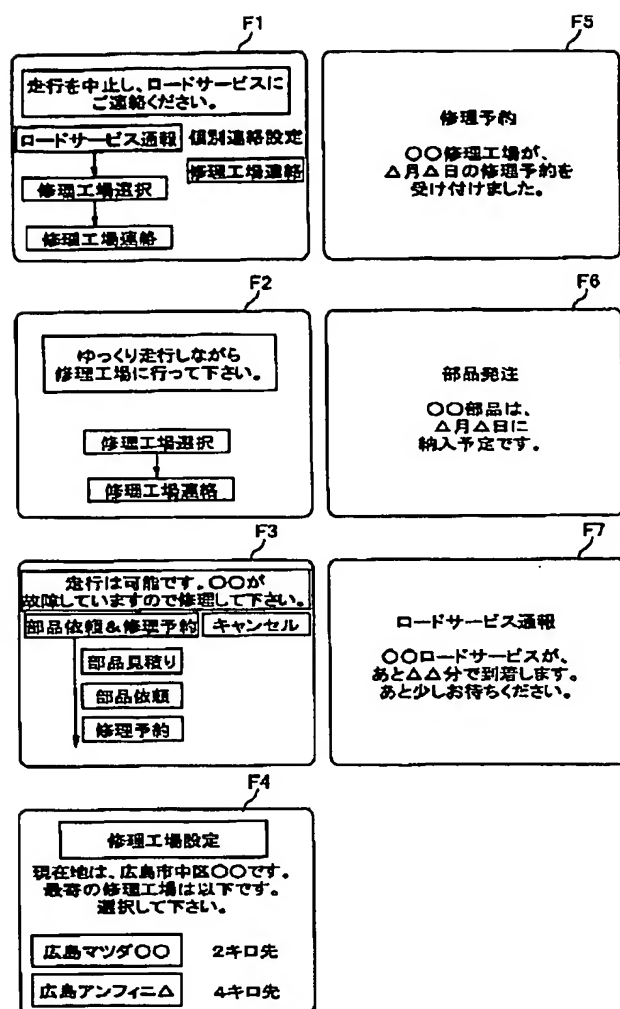 F1
走行を中止し、ロードサービスに
ご連絡ください。
ロードサービス通報 個別連絡設定
修理工場連絡
修理工場選択
修理工場連絡
F2
ゆっくり走行しながら
修理工場に行って下さい。
修理工場選択
修理工場連絡
F3
走行は可能です。〇〇が
故障していますので修理して下さい。
部品依頼&修理予約 キャンセル
部品見積り
部品依頼
修理予約
F4
修理工場設定
現在地は、広島市中区〇〇です。
最寄の修理工場は以下です。
選択して下さい。
広島マツダ〇〇 2キロ先
広島アンフィニ△ 4キロ先
F5
修理予約
〇〇修理工場が、
△月△日の修理予約を
受け付けました。
F6
部品発注
〇〇部品は、
△月△日に
納入予定です。
F7
ロードサービス通報
〇〇ロードサービスが、
あと△△分で到着します。
あと少しお待ちください。